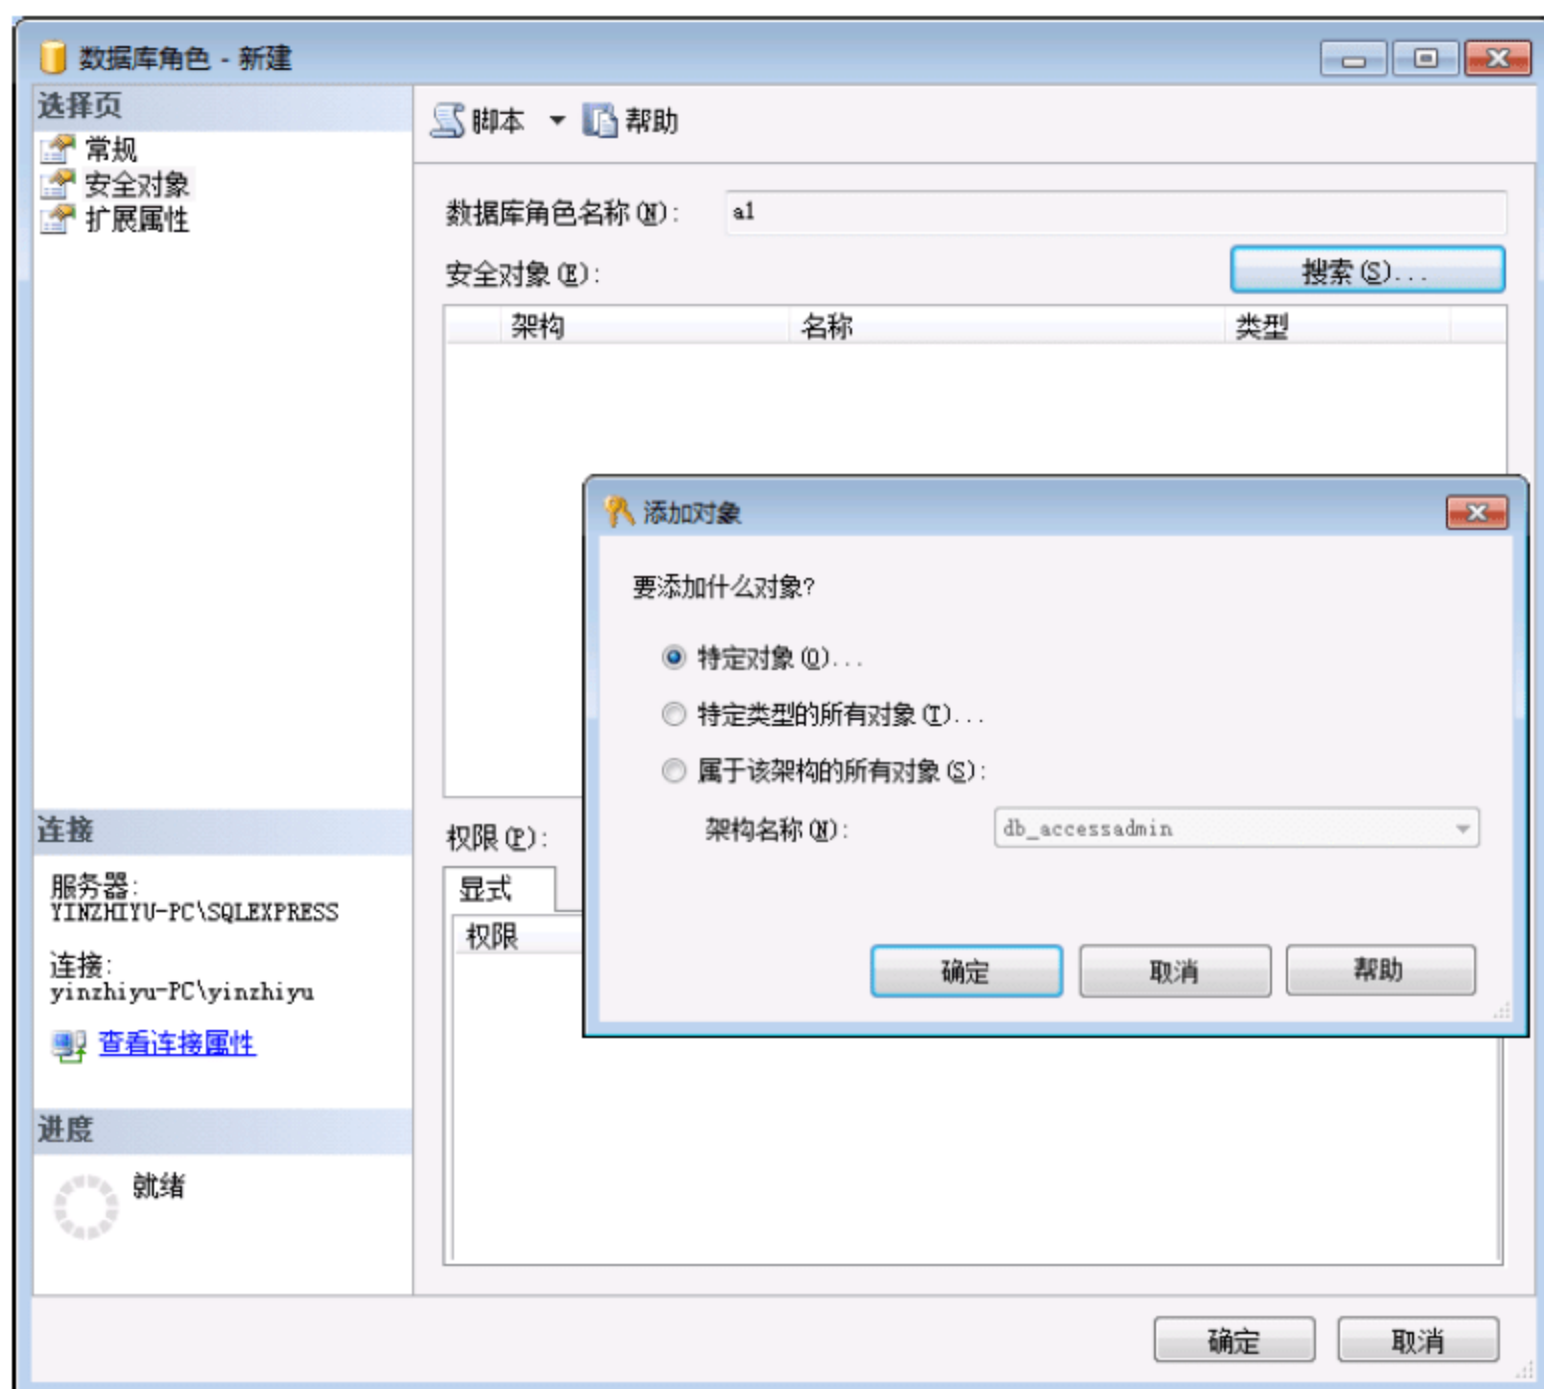 数据库角色 - 新建
选择页
常规
安全对象
扩展属性
脚本 帮助
数据库角色名称(N): a1
安全对象(E): 搜索(S)...
架构 名称 类型
添加对象
要添加什么对象?
特定对象(O)...
特定类型的所有对象(T)...
属于该架构的所有对象(S):
架构名称(N): db_accessadmin
确定 取消 帮助
权限(P):
显式
权限
连接
服务器:
YINZHIYU-PC\SQLEXPRESS
连接:
yinzhiyu-PC\yinzhiyu
查看连接属性
进度
就绪
确定 取消